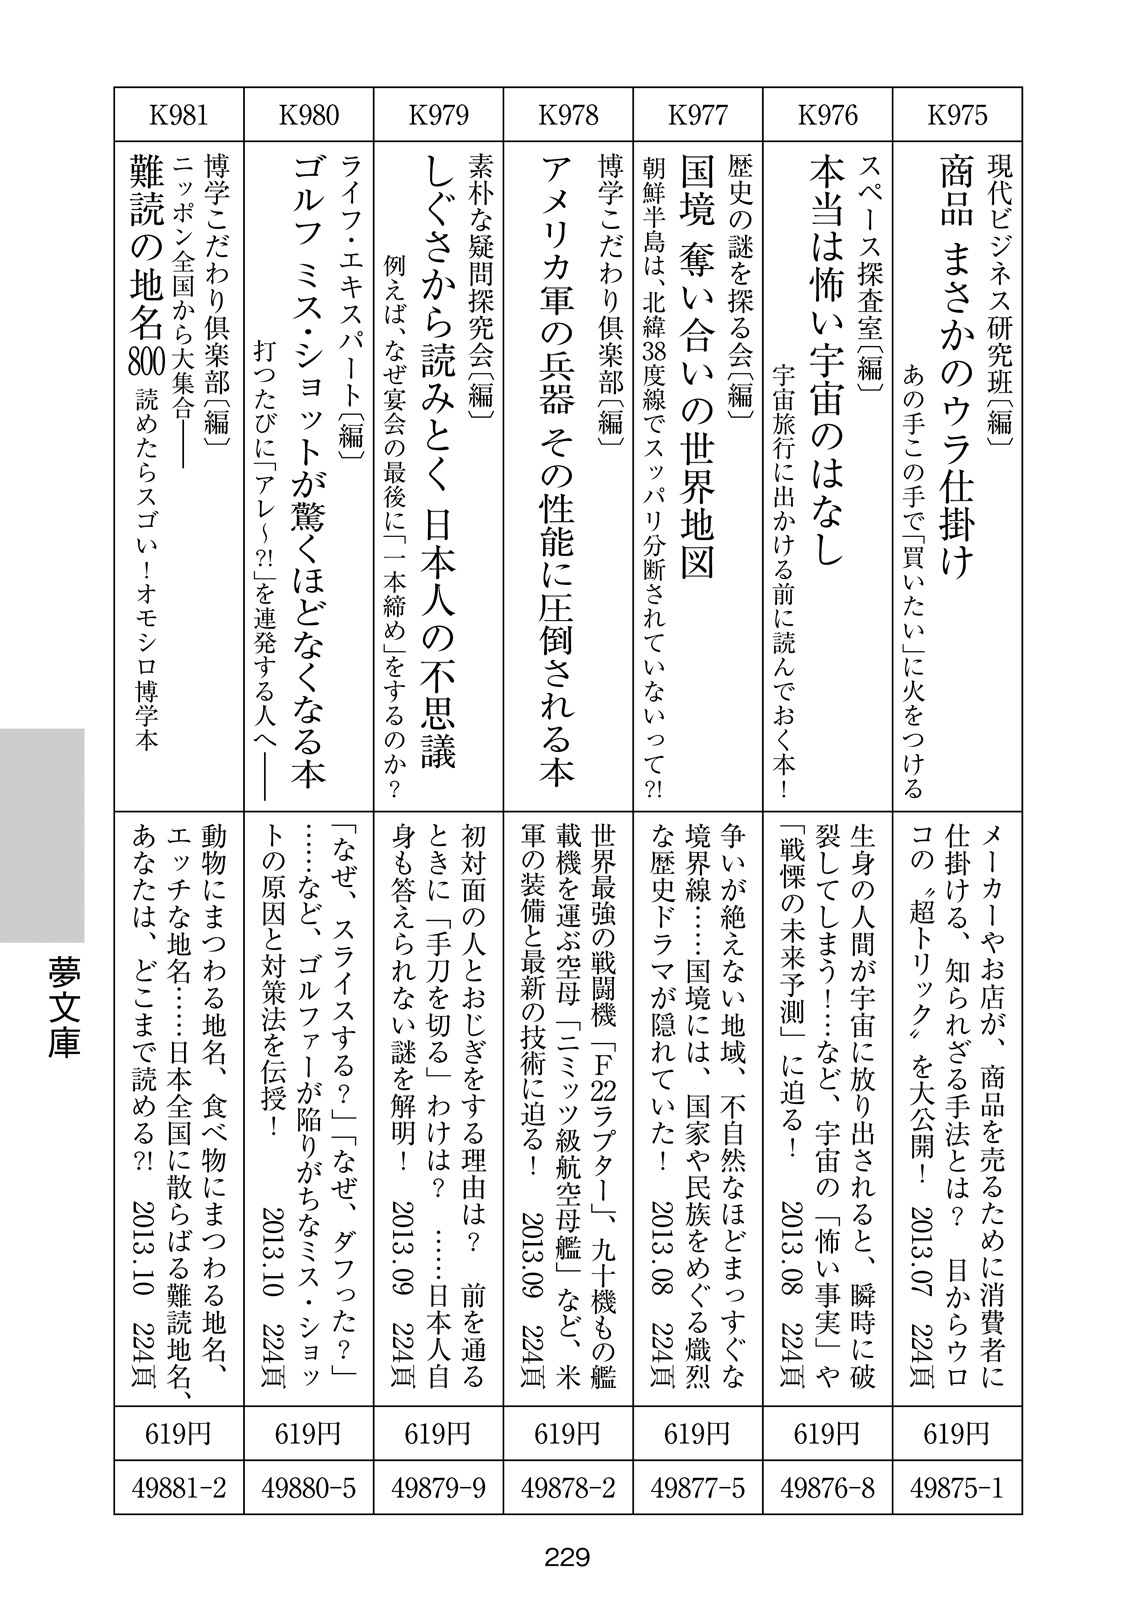 K975
現代ビジネス研究班〔編〕
商品 まさかのウラ仕掛け
あの手この手で「買いたい」に火をつける
メーカーやお店が、商品を売るために消費者に
仕掛ける、知られざる手法とは？　目からウロ
コの〝超トリック〟を大公開！　2013.07　224頁
619円
49875-1
K976
スペース探査室〔編〕
本当は怖い宇宙のはなし
宇宙旅行に出かける前に読んでおく本！
生身の人間が宇宙に放り出されると、瞬時に破
裂してしまう！…など、宇宙の「怖い事実」や
「戦慄の未来予測」に迫る！　2013.08　224頁
619円
49876-8
K977
歴史の謎を探る会〔編〕
国境 奪い合いの世界地図
朝鮮半島は、北緯38度線でスッパリ分断されていないって?!
争いが絶えない地域、不自然なほどまっすぐな
境界線……国境には、国家や民族をめぐる熾烈
な歴史ドラマが隠れていた！　2013.08　224頁
619円
49877-5
K978
博学こだわり倶楽部〔編〕
アメリカ軍の兵器 その性能に圧倒される本
世界最強の戦闘機「F22ラプター」、九十機もの艦
載機を運ぶ空母「ニミッツ級航空母艦」など、米
軍の装備と最新の技術に迫る！　2013.09　224頁
619円
49878-2
K979
素朴な疑問探究会〔編〕
しぐさから読みとく 日本人の不思議
例えば、なぜ宴会の最後に「一本締め」をするのか？
初対面の人とおじぎをする理由は？　前を通る
ときに「手刀を切る」わけは？　……日本人自
身も答えられない謎を解明！　2013.09　224頁
619円
49879-9
K980
ライフ・エキスパート〔編〕
ゴルフ ミス・ショットが驚くほどなくなる本
打つたびに「アレ〜?!」を連発する人へ――
「なぜ、スライスする？」「なぜ、ダフった？」
……など、ゴルファーが陥りがちなミス・ショッ
トの原因と対策法を伝授！　2013.10　224頁
619円
49880-5
K981
博学こだわり倶楽部〔編〕
ニッポン全国から大集合――
難読の地名800 読めたらスゴい！オモシロ博学本
動物にまつわる地名、食べ物にまつわる地名、
エッチな地名……日本全国に散らばる難読地名、
あなたは、どこまで読める?!　2013.10　224頁
619円
49881-2
夢文庫
229